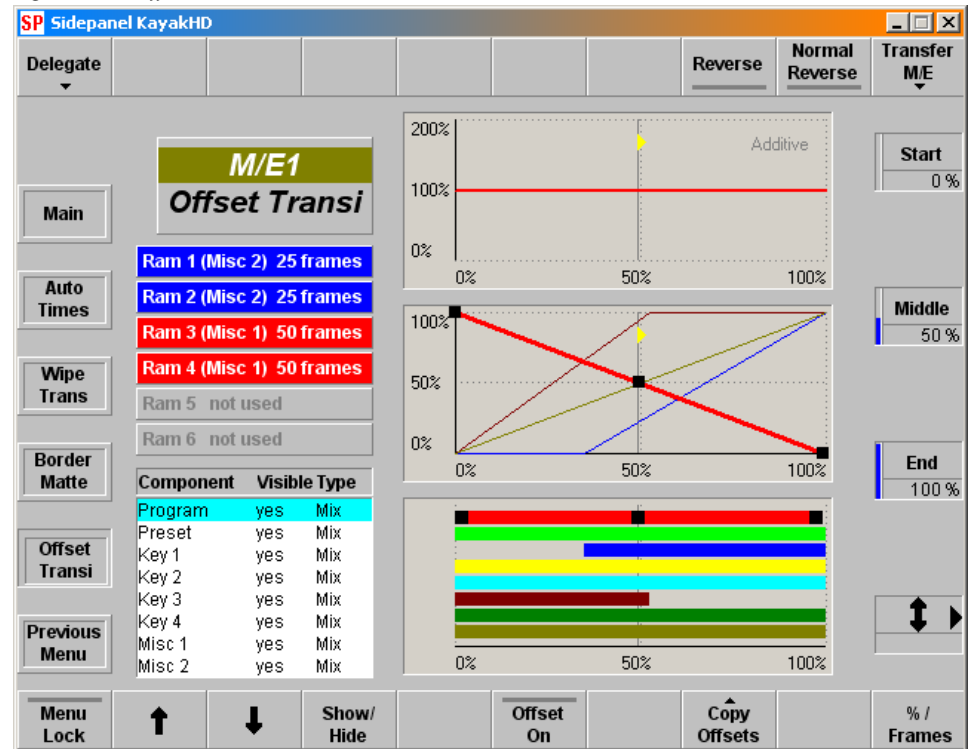 SP Sidepanel KayakHD
Delegate
Reverse
Normal
Reverse
Transfer
M/E
M/E1
Offset Transi
Main
Auto
Times
Wipe
Trans
Border
Matte
Offset
Transi
Previous
Menu
Ram 1 (Misc 2) 25 frames
Ram 2 (Misc 2) 25 frames
Ram 3 (Misc 1) 50 frames
Ram 4 (Misc 1) 50 frames
Ram 5 not used
Ram 6 not used
Component Visible Type
Program yes Mix
Preset yes Mix
Key 1 yes Mix
Key 2 yes Mix
Key 3 yes Mix
Key 4 yes Mix
Misc 1 yes Mix
Misc 2 yes Mix
200%
Additive
100%
0%
0% 50% 100%
100%
50%
0%
0% 50% 100%
0% 50% 100%
Start
0 %
Middle
50 %
End
100 %
Menu
Lock
Show/
Hide
Offset
On
Copy
Offsets
% /
Frames